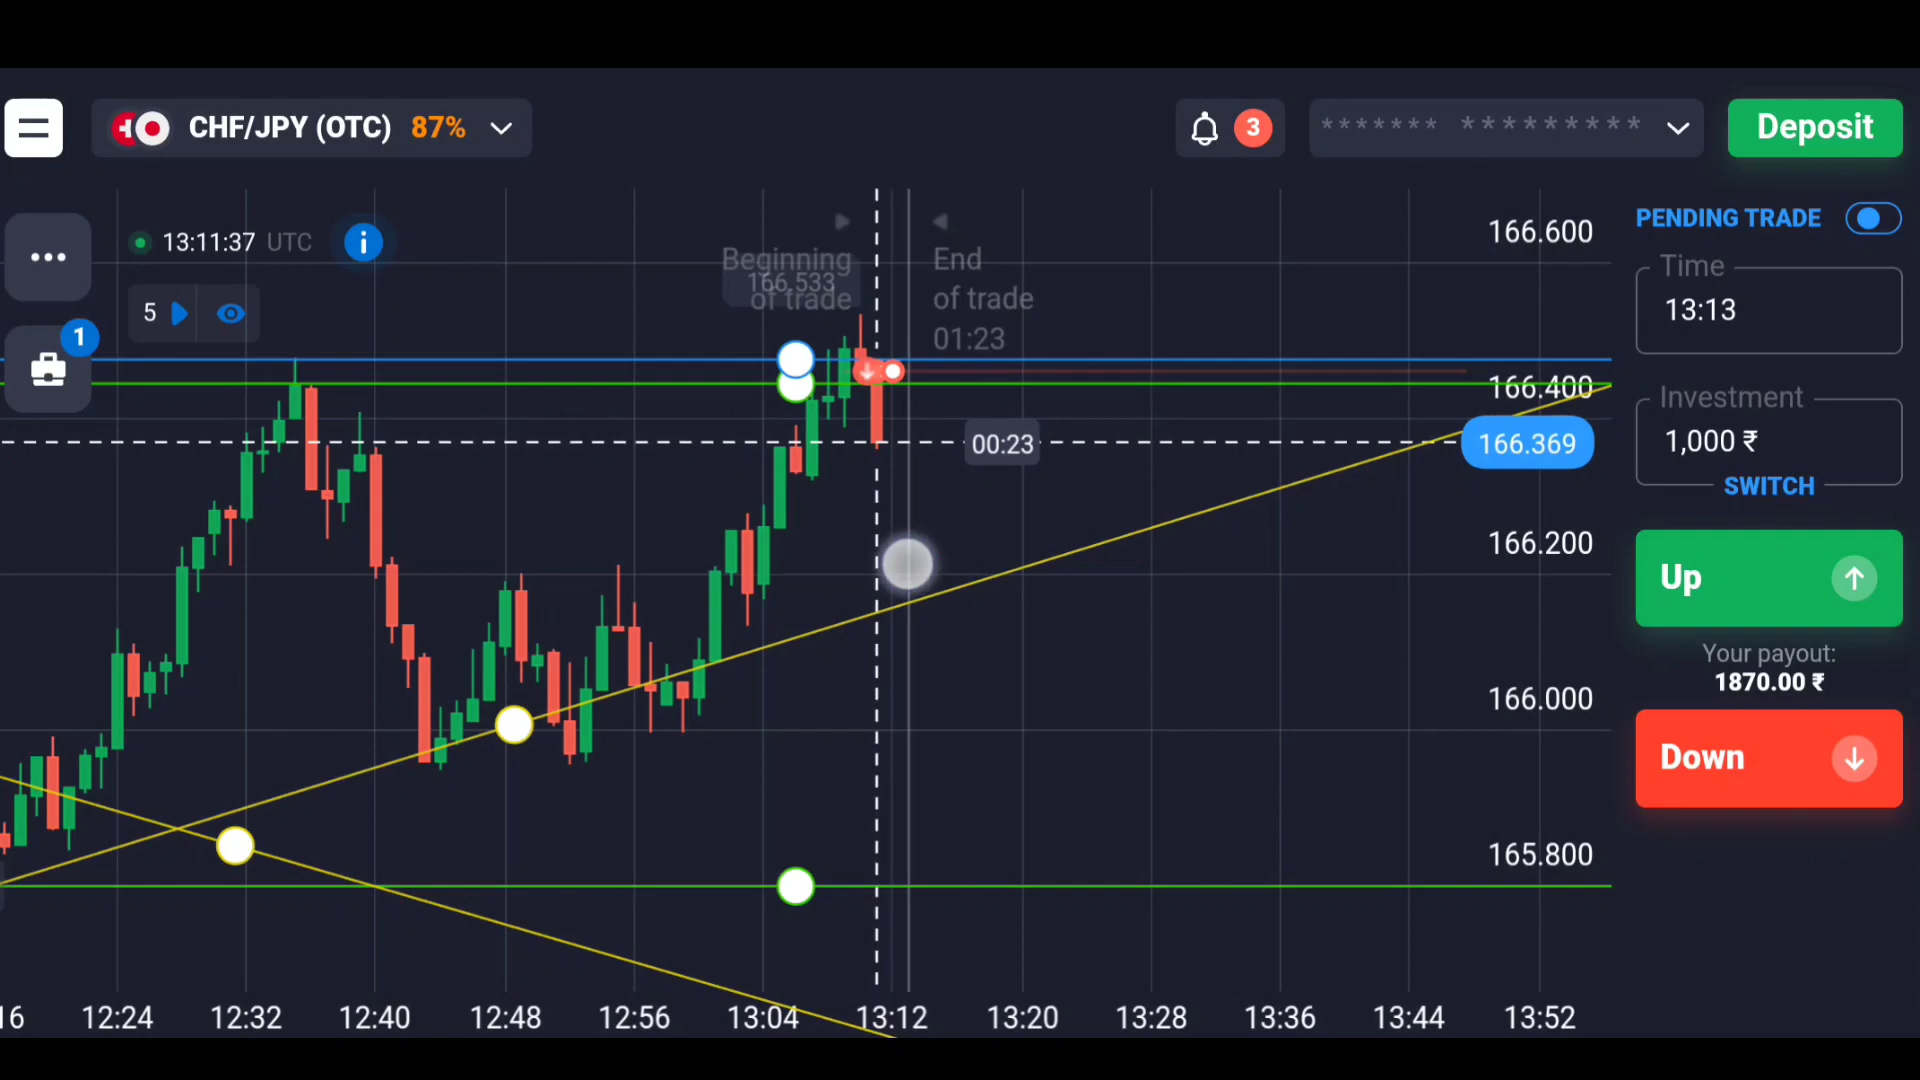 CHF/JPY (OTC) 87%
3
******* *********
Deposit
13:11:37 UTC
5
1
Beginning
of trade
166.533
End
of trade
01:23
166.600
166.400
166.369
00:23
166.200
166.000
165.800
16 12:24 12:32 12:40 12:48 12:56 13:04 13:12 13:20 13:28 13:36 13:44 13:52
PENDING TRADE
Time
13:13
Investment
1,000 ₹
SWITCH
Up
Your payout:
1870.00 ₹
Down